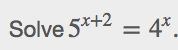 Solve 5^{x+2} = 4^x.